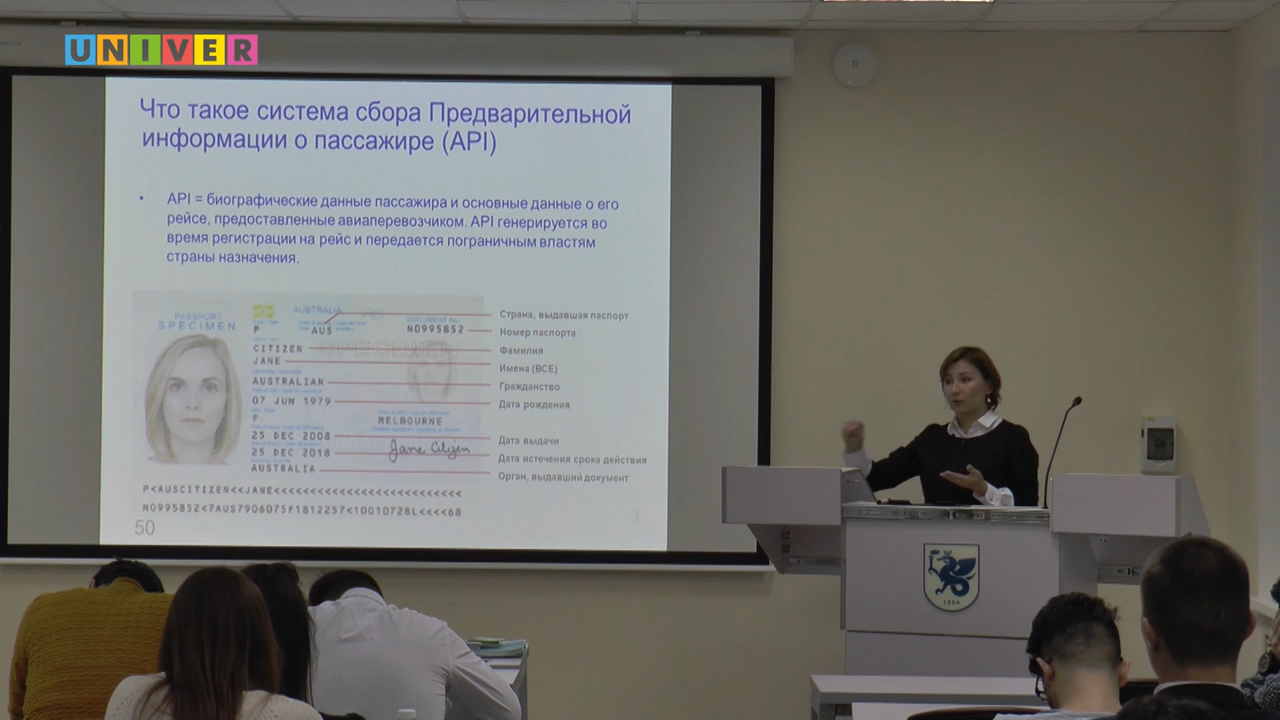 UNIVER
Что такое система сбора Предварительной
информации о пассажире (API)
• API = биографические данные пассажира и основные данные о его
рейсе, предоставленные авиаперевозчиком. API генерируется во
время регистрации на рейс и передается пограничным властям
страны назначения.
PASSPORT
SPECIMEN
AUSTRALIA
P AUS N0995852
CITIZEN
JANE
AUSTRALIAN
07 JUN 1979
F MELBOURNE
25 DEC 2008
25 DEC 2018
Jane Citizen
AUSTRALIA
P<AUSCITIZEN<<JANE<<<<<<<<<<<<<<<<<<<<<<<<<<
N0995852<7AUS7906075F1812257<10010728L<<<<68
Страна, выдавшая паспорт
Номер паспорта
Фамилия
Имена (ВСЕ)
Гражданство
Дата рождения
Дата выдачи
Дата истечения срока действия
Орган, выдавший документ
50
1804